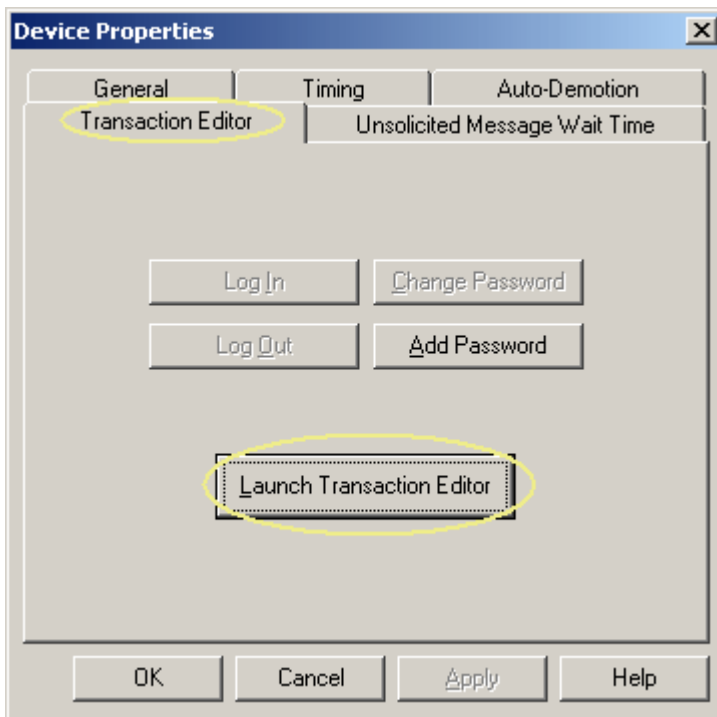 Device Properties
General Timing Auto-Demotion
Transaction Editor Unsolicited Message Wait Time
Log In Change Password
Log Out Add Password
Launch Transaction Editor
OK Cancel Apply Help